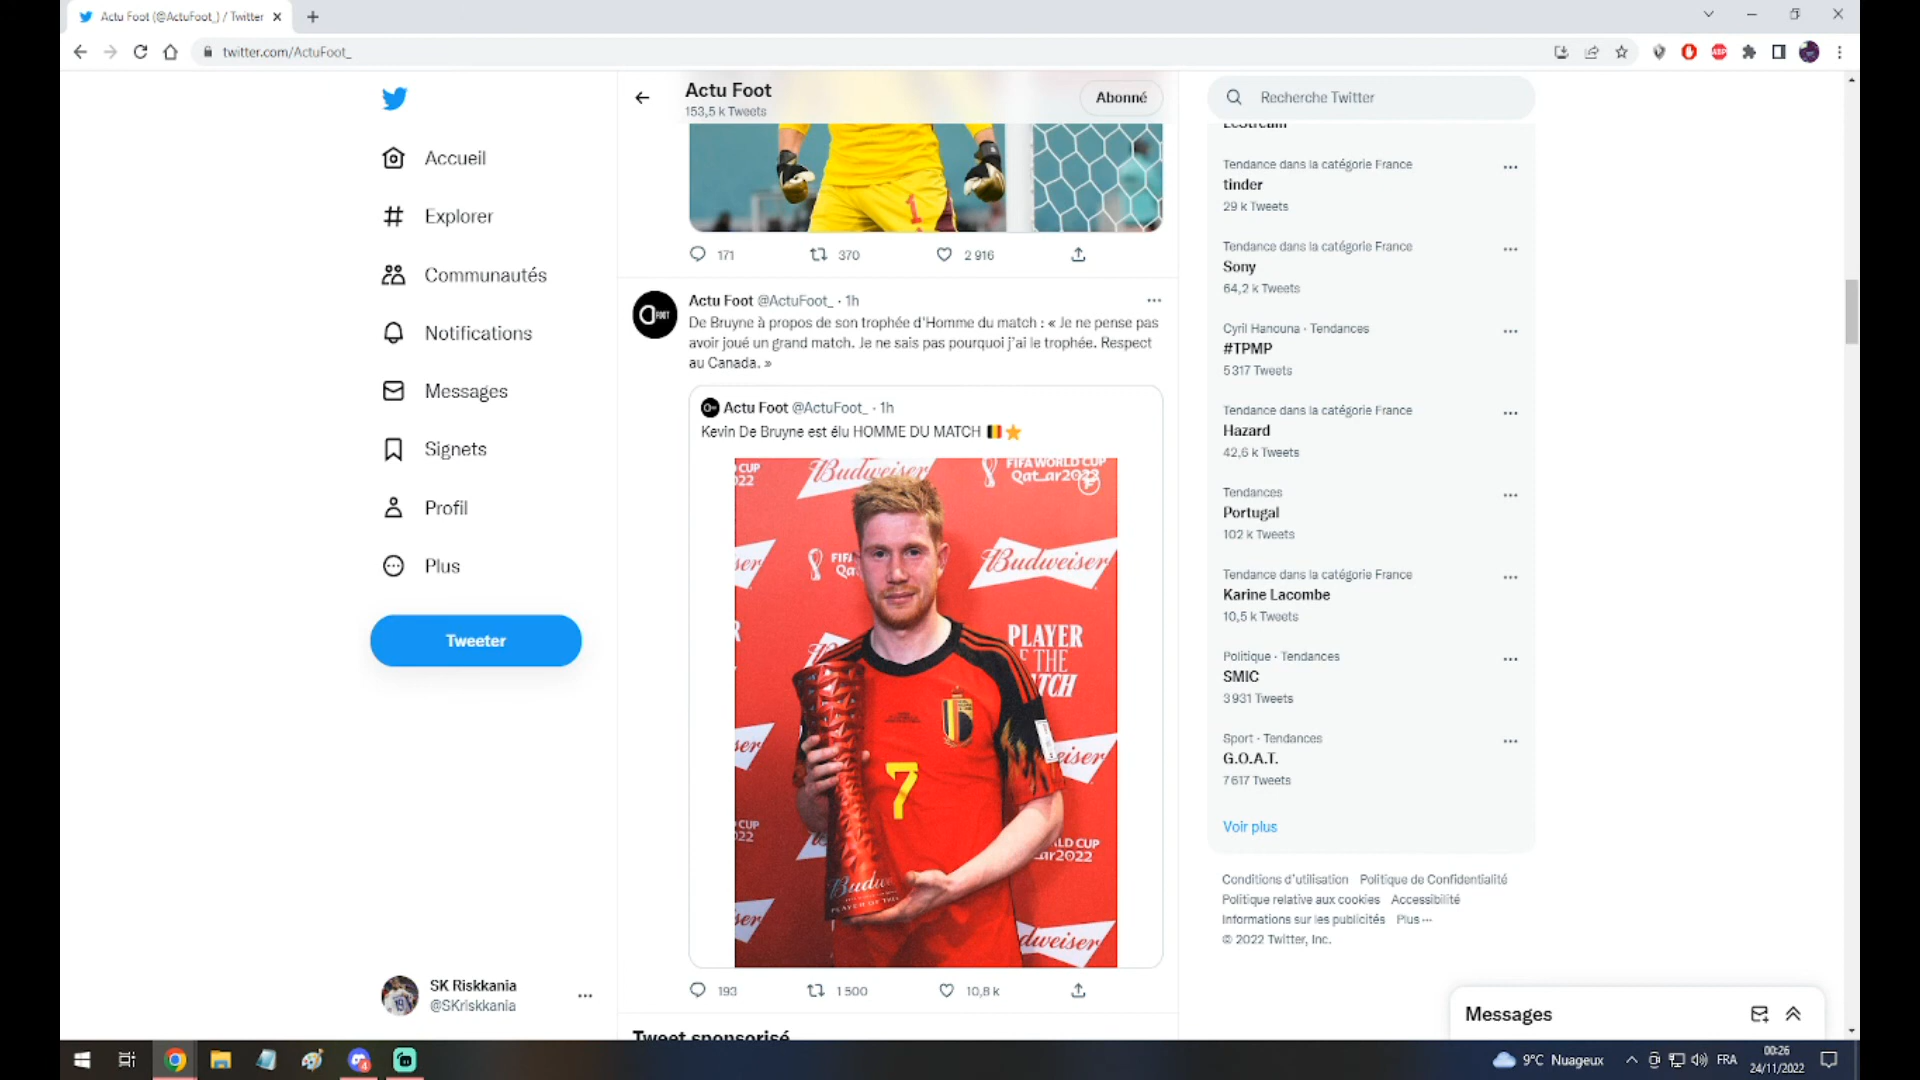 Actu Foot (@ActuFoot_) / Twitter
twitter.com/ActuFoot_
Accueil
Explorer
Communautés
Notifications
Messages
Signets
Profil
Plus
Tweeter
SK Riskkania
@SKriskkania
Actu Foot
153,5 k Tweets
Abonné
1
171 370 2 916
Actu Foot @ActuFoot_ · 1h
De Bruyne à propos de son trophée d'Homme du match : « Je ne pense pas
avoir joué un grand match. Je ne sais pas pourquoi j'ai le trophée. Respect
au Canada. »
Actu Foot @ActuFoot_ · 1h
Kevin De Bruyne est élu HOMME DU MATCH
Budweiser
FIFA WORLD CUP
Qatar2022
Budweiser
PLAYER
OF THE
MATCH
7
193 1 500 10,8 k
Tweet sponsorisé
Recherche Twitter
LeStream
Tendance dans la catégorie France
tinder
29 k Tweets
Tendance dans la catégorie France
Sony
64,2 k Tweets
Cyril Hanouna · Tendances
#TPMP
5 317 Tweets
Tendance dans la catégorie France
Hazard
42,6 k Tweets
Tendances
Portugal
102 k Tweets
Tendance dans la catégorie France
Karine Lacombe
10,5 k Tweets
Politique · Tendances
SMIC
3 931 Tweets
Sport · Tendances
G.O.A.T.
7 617 Tweets
Voir plus
Conditions d'utilisation Politique de Confidentialité
Politique relative aux cookies Accessibilité
Informations sur les publicités Plus ···
© 2022 Twitter, Inc.
Messages
9°C Nuageux
FRA
00:26
24/11/2022